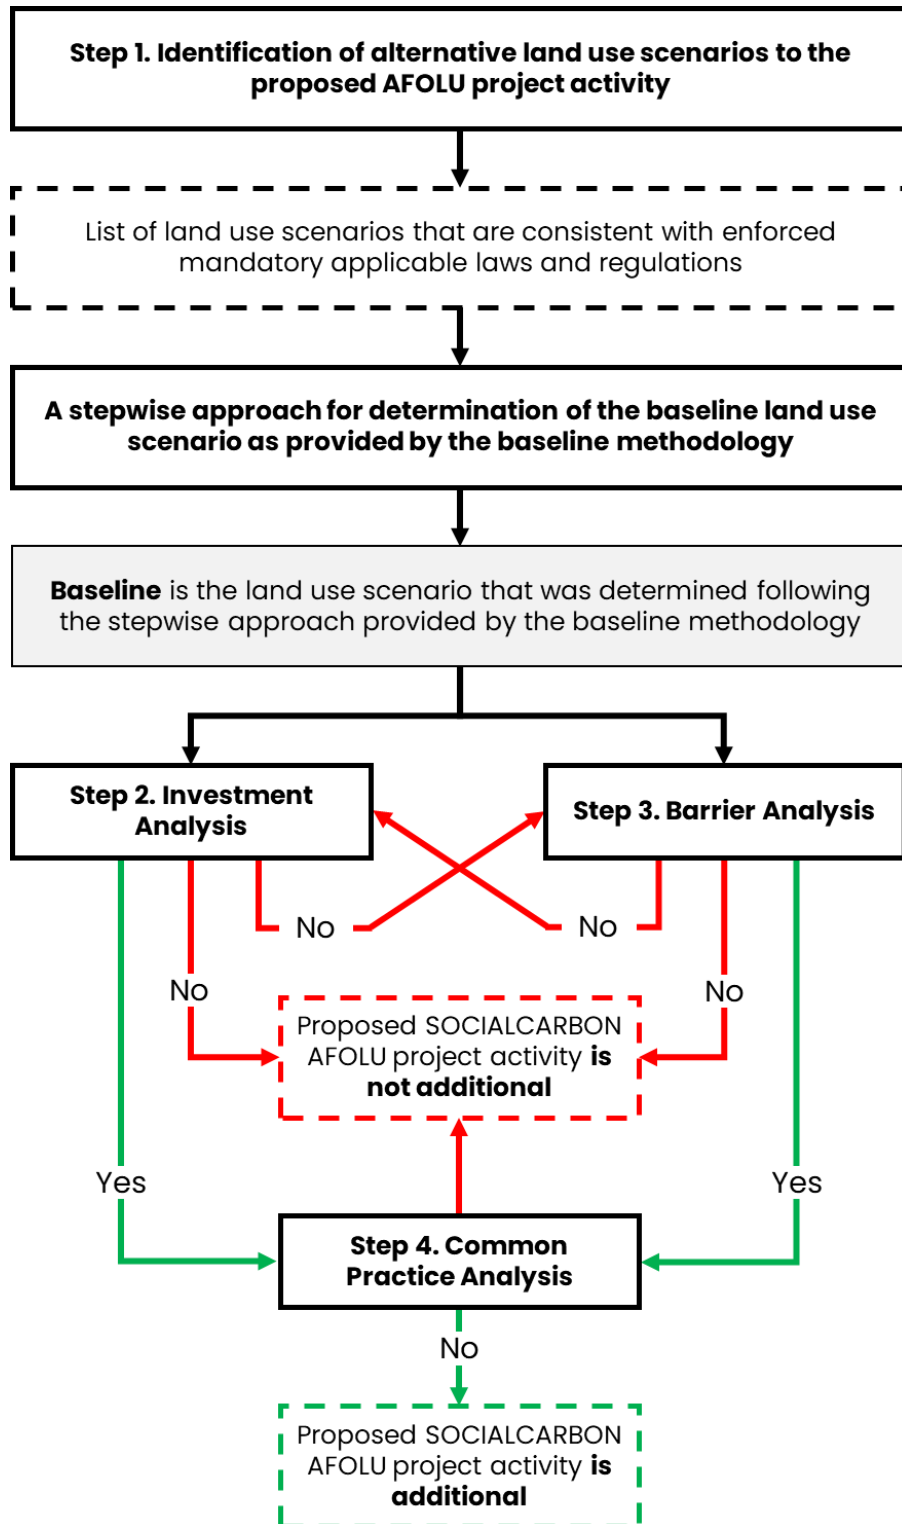 Step 1. Identification of alternative land use scenarios to the
proposed AFOLU project activity
List of land use scenarios that are consistent with enforced
mandatory applicable laws and regulations
A stepwise approach for determination of the baseline land use
scenario as provided by the baseline methodology
Baseline is the land use scenario that was determined following
the stepwise approach provided by the baseline methodology
Step 2. Investment
Analysis
Step 3. Barrier Analysis
No
No
No
No
Proposed SOCIALCARBON
AFOLU project activity is
not additional
Yes
Yes
Step 4. Common
Practice Analysis
No
Proposed SOCIALCARBON
AFOLU project activity is
additional